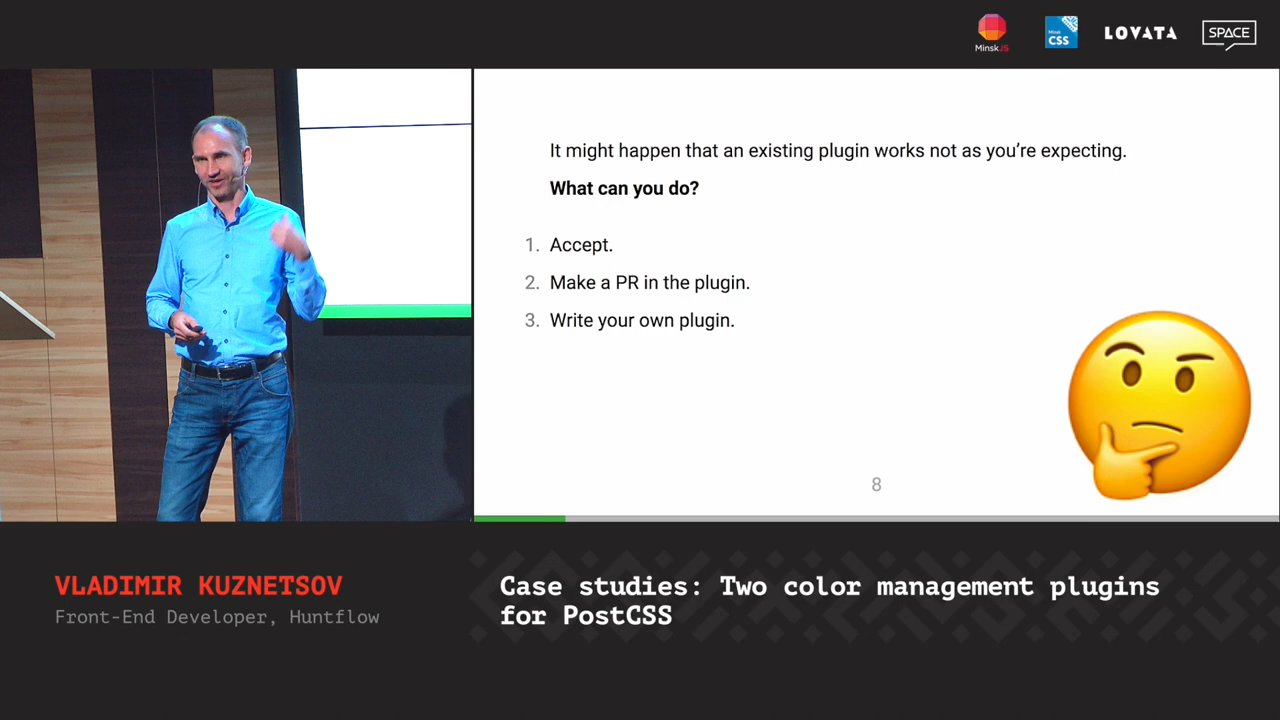 MinskJS
Minsk
CSS
LOVATA
SPACE
It might happen that an existing plugin works not as you’re expecting.
What can you do?
1. Accept.
2. Make a PR in the plugin.
3. Write your own plugin.
8
VLADIMIR KUZNETSOV
Front-End Developer, Huntflow
Case studies: Two color management plugins
for PostCSS